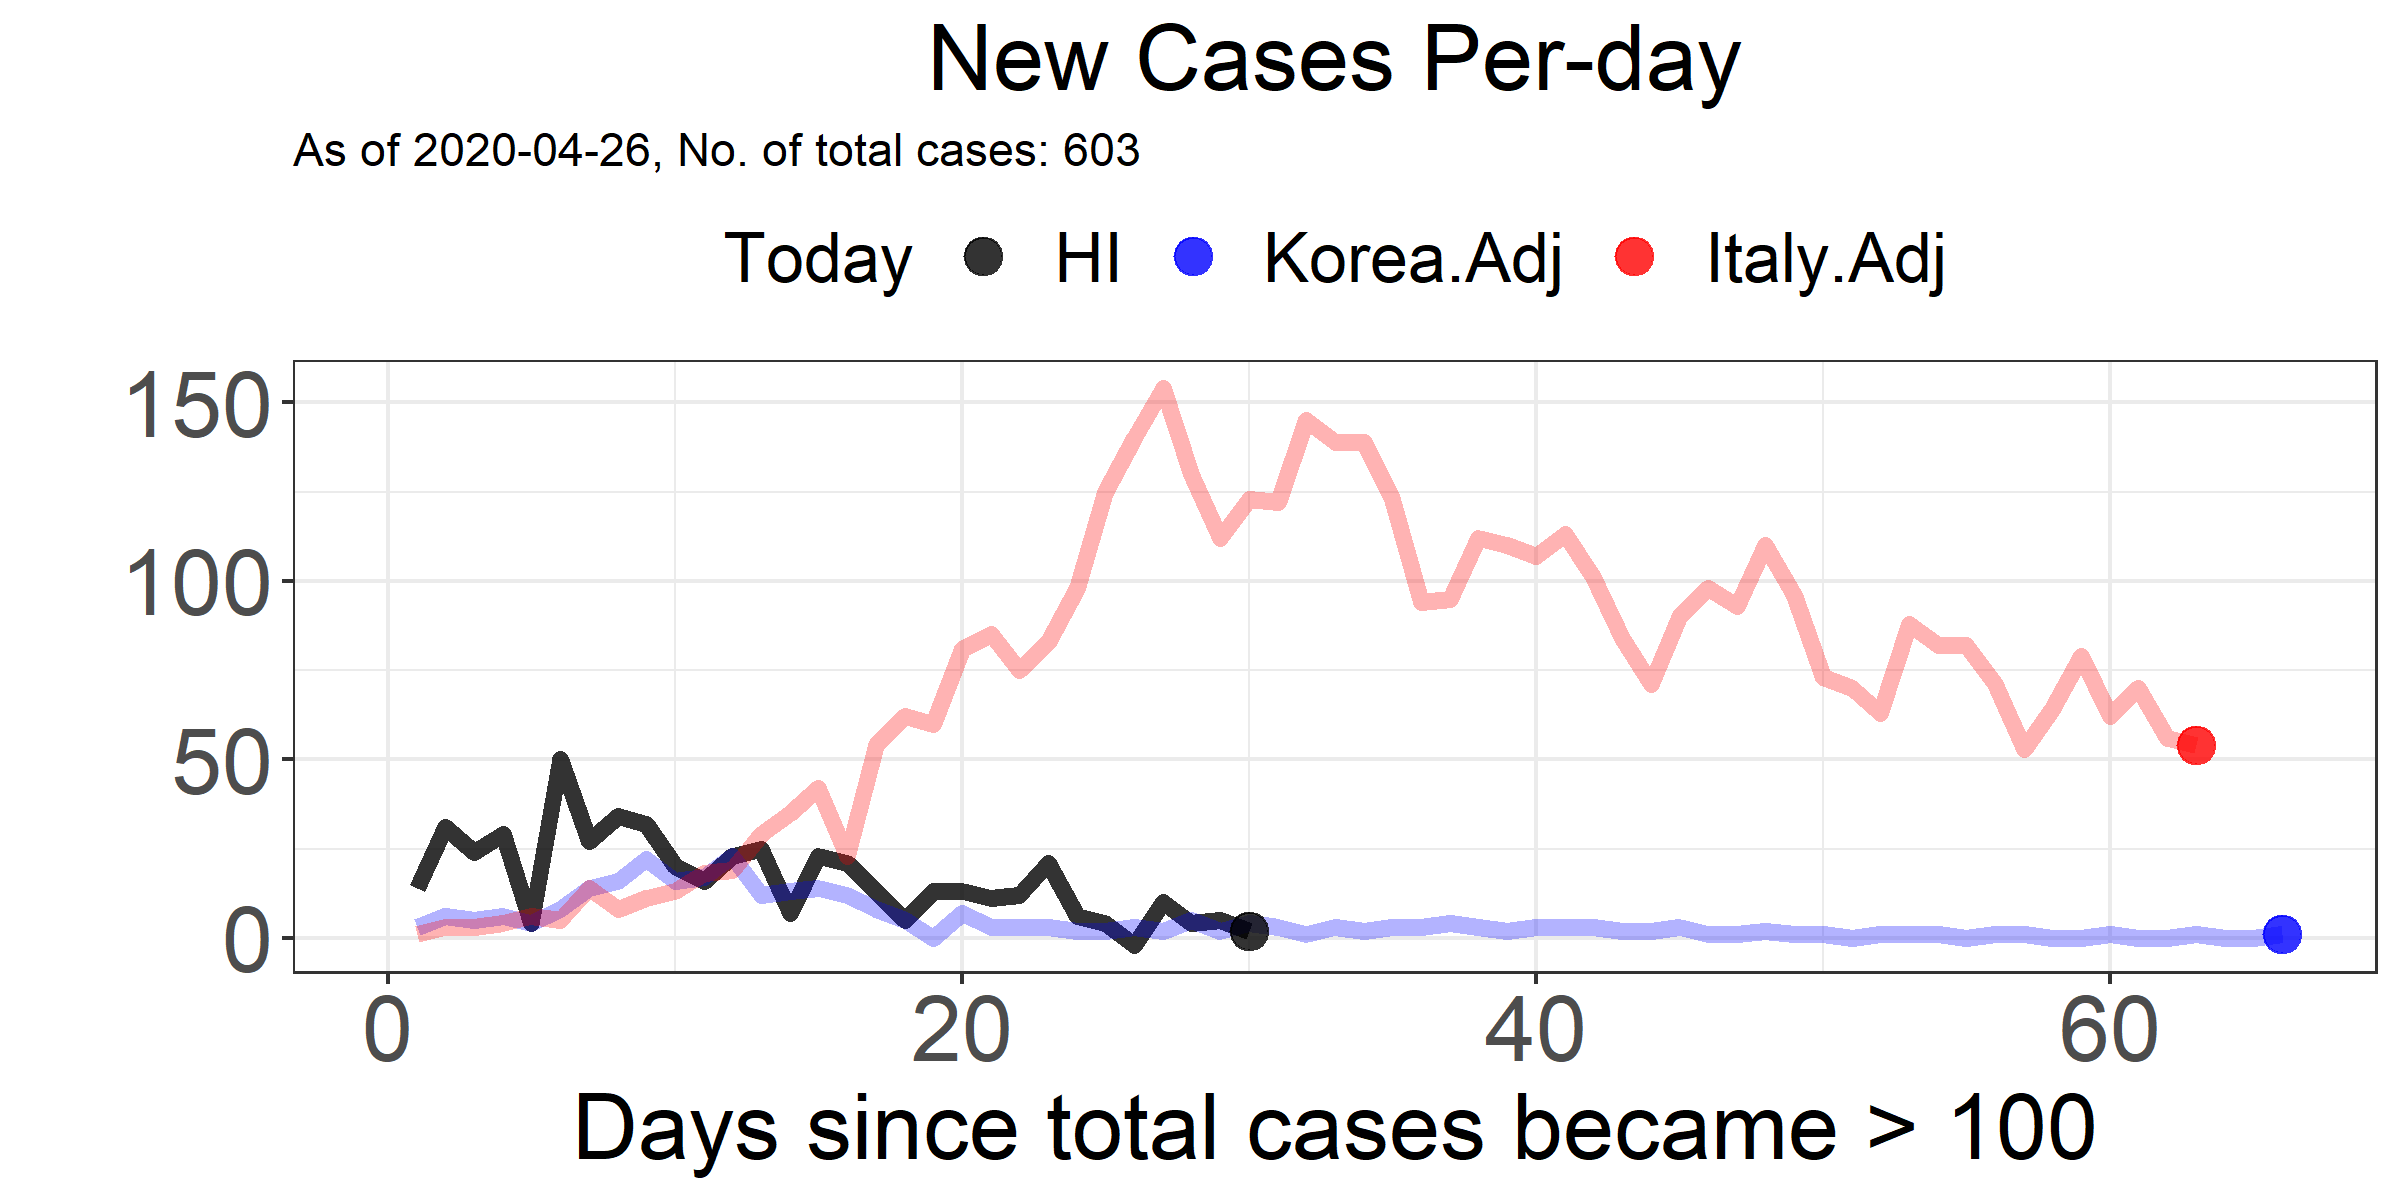 New Cases Per-day
As of 2020-04-26, No. of total cases: 603
Today HI Korea.Adj Italy.Adj
150
100
50
0
0 20 40 60
Days since total cases became > 100